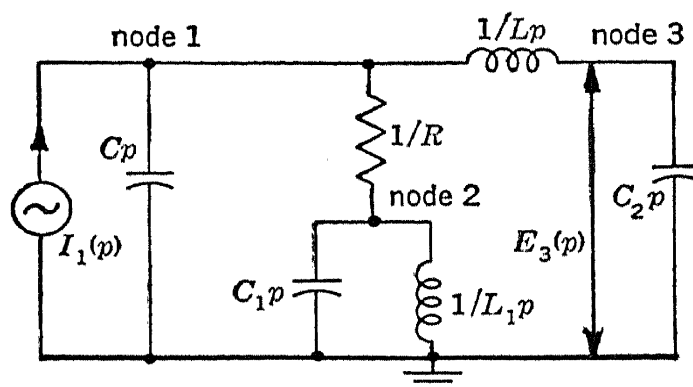 node 1
1/Lp
node 3
Cp
1/R
node 2
C₂p
I₁(p)
E₃(p)
C₁p
1/L₁p